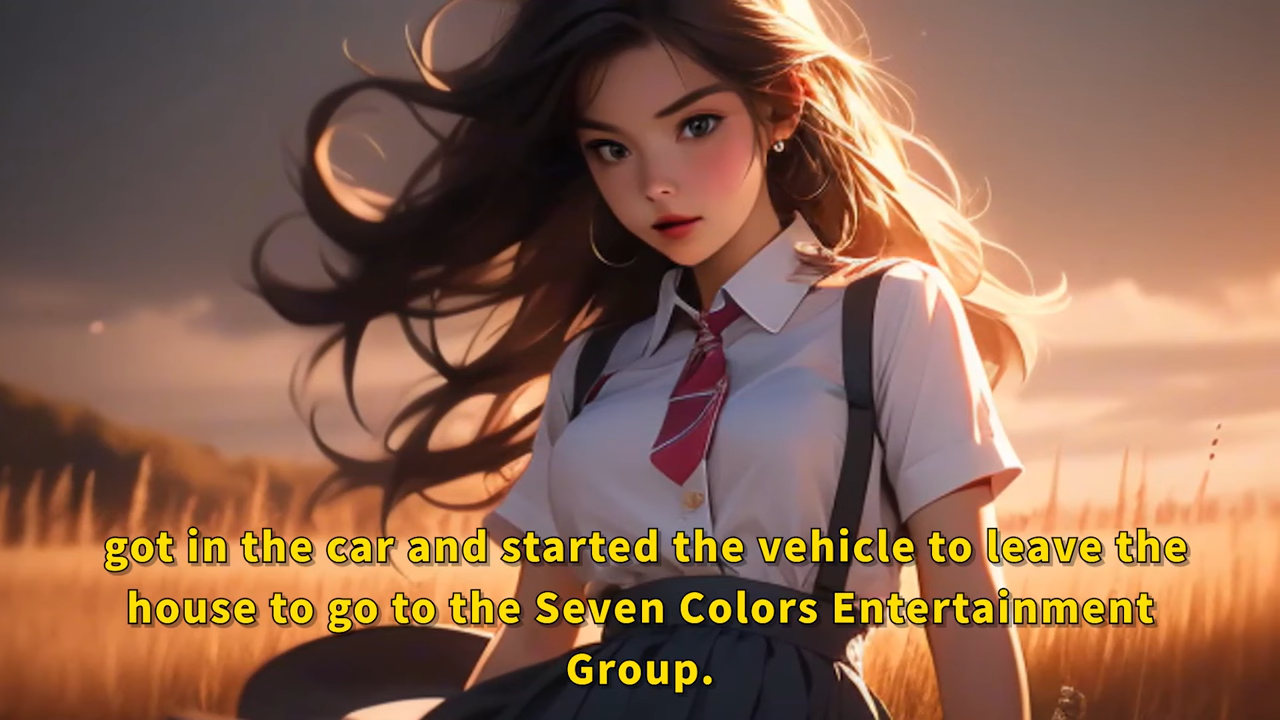 got in the car and started the vehicle to leave the
house to go to the Seven Colors Entertainment
Group.